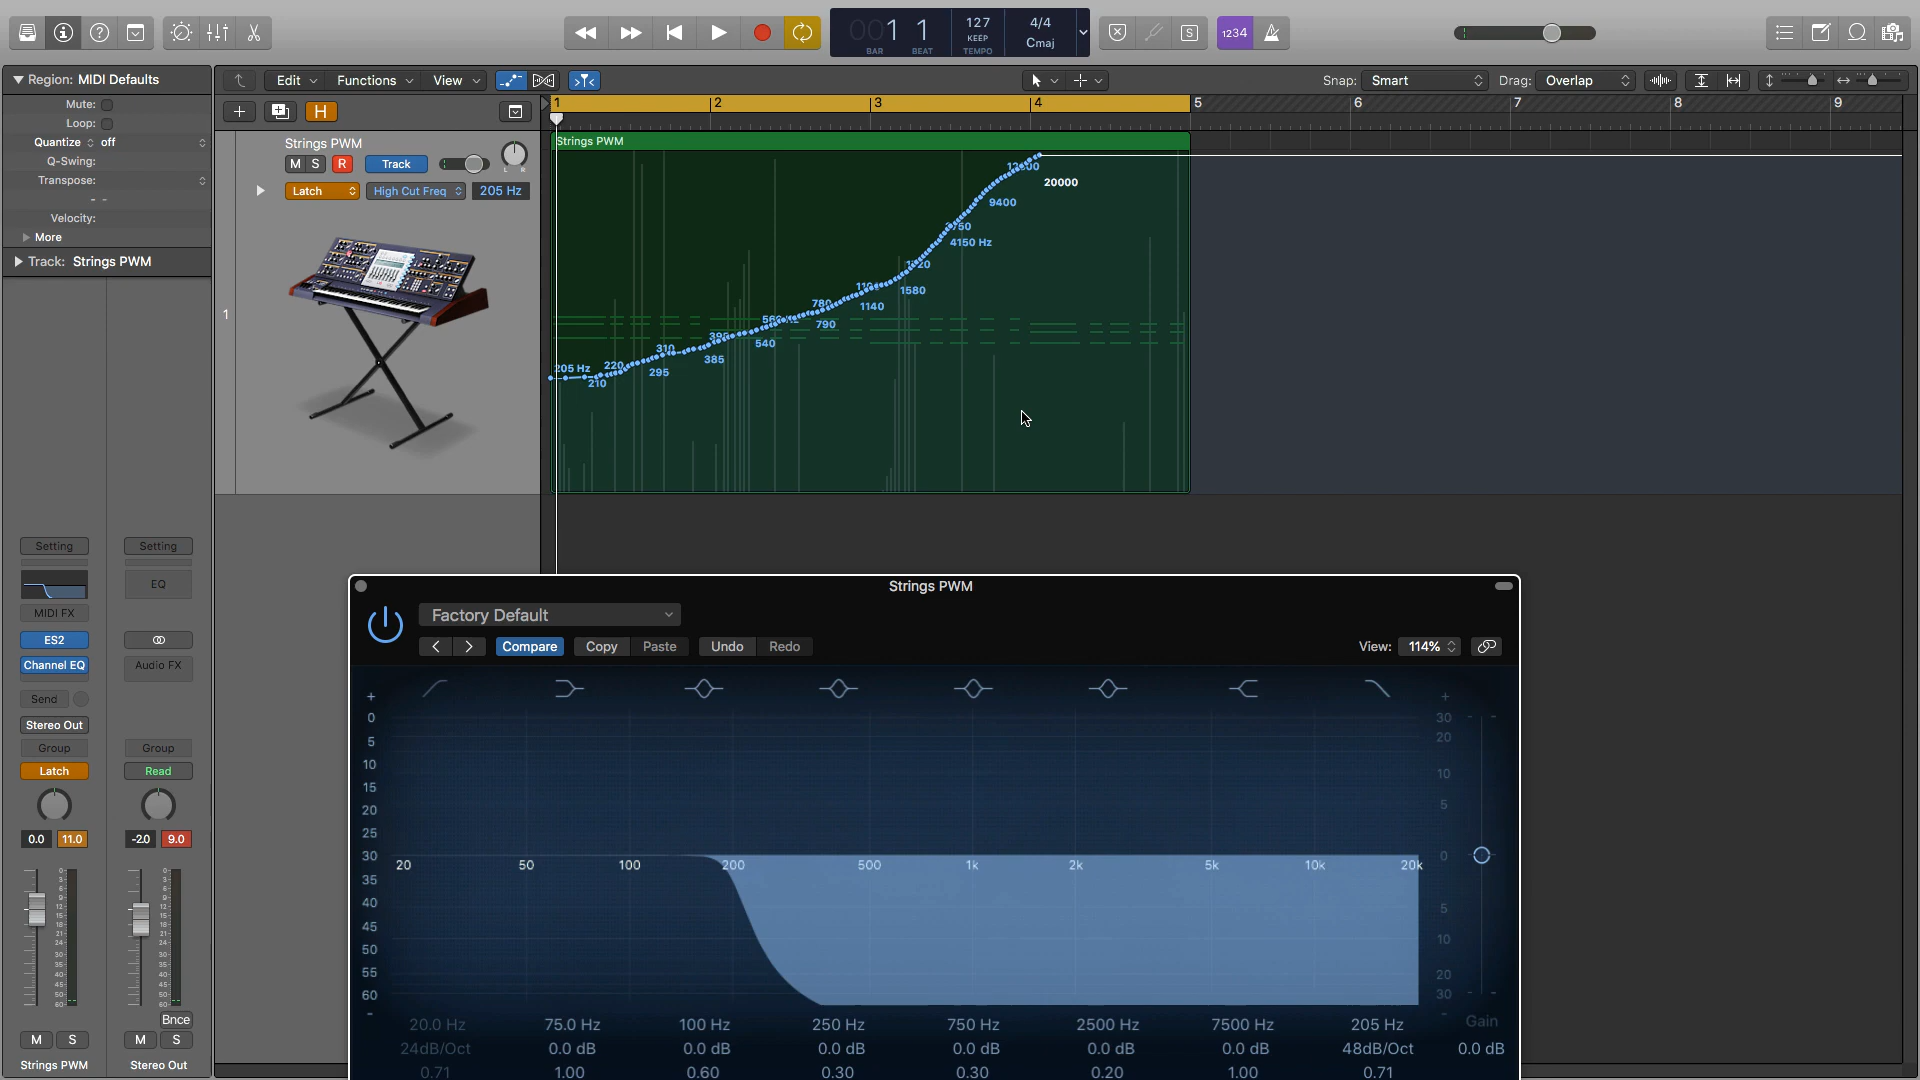 001 1
BAR BEAT
127
KEEP
TEMPO
4/4
Cmaj
S
1234
Region: MIDI Defaults
Edit Functions View
Snap: Smart Drag: Overlap
Mute:
Loop:
Quantize off
Q-Swing:
Transpose:
Velocity:
More
Track: Strings PWM
H
1 2 3 4 5 6 7 8 9
1
Strings PWM
M S R Track
L R
Latch High Cut Freq 205 Hz
Strings PWM
205 Hz
210
220
295
310
385
395
540
780
790
1140
1580
4150 Hz
9400
20000
Setting Setting
EQ
MIDI FX
ES2
Channel EQ Audio FX
Send
Stereo Out
Group Group
Latch Read
0.0 11.0 -2.0 9.0
Bnce
M S M S
Strings PWM Stereo Out
Strings PWM
Factory Default
Compare Copy Paste Undo Redo
View: 114%
+ +
0 5 10 15 20 25 30 35 40 45 50 55 60 -
30 20 10 5 0 5 10 20 30 -
20 50 100 200 500 1k 2k 5k 10k 20k
20.0 Hz 75.0 Hz 100 Hz 250 Hz 750 Hz 2500 Hz 7500 Hz 205 Hz Gain
24dB/Oct 0.0 dB 0.0 dB 0.0 dB 0.0 dB 0.0 dB 0.0 dB 48dB/Oct 0.0 dB
0.71 1.00 0.60 0.30 0.30 0.20 1.00 0.71